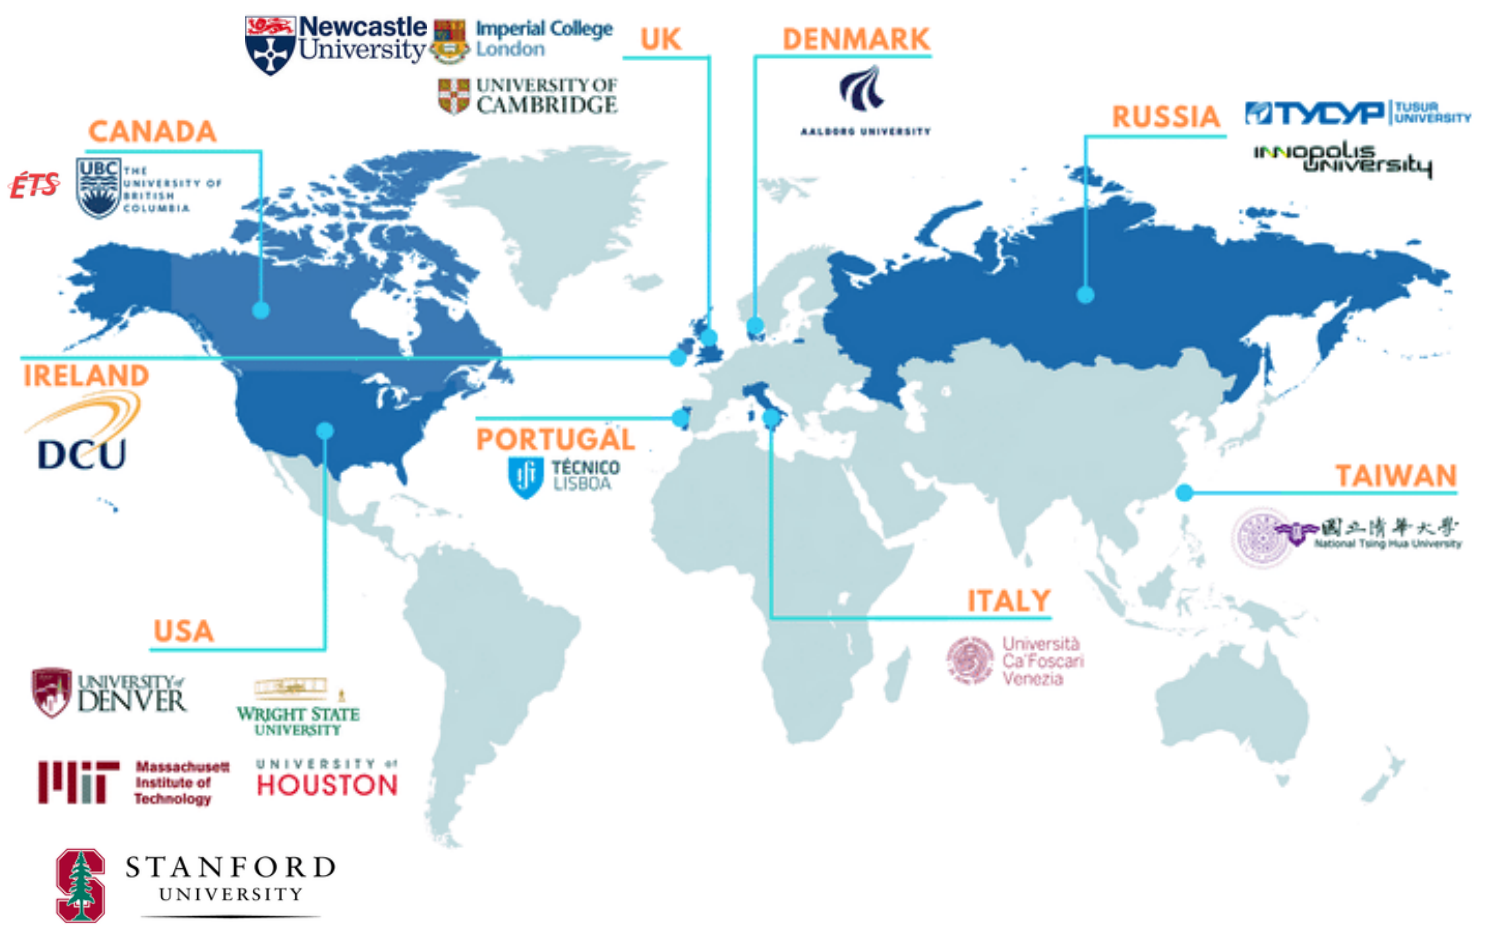 Newcastle
University
Imperial College
London
UNIVERSITY OF
CAMBRIDGE
UK
DENMARK
AALBORG UNIVERSITY
RUSSIA
ТУСУР
TUSUR
UNIVERSITY
INNOPOLIS
UNIVERSITY
CANADA
ÉTS
UBC
THE
UNIVERSITY OF
BRITISH
COLUMBIA
IRELAND
DCU
PORTUGAL
TÉCNICO
LISBOA
TAIWAN
國立清華大學
National Tsing Hua University
ITALY
Università
Ca'Foscari
Venezia
USA
UNIVERSITY of
DENVER
WRIGHT STATE
UNIVERSITY
MIT
Massachusett
Institute of
Technology
UNIVERSITY of
HOUSTON
S
STANFORD
UNIVERSITY